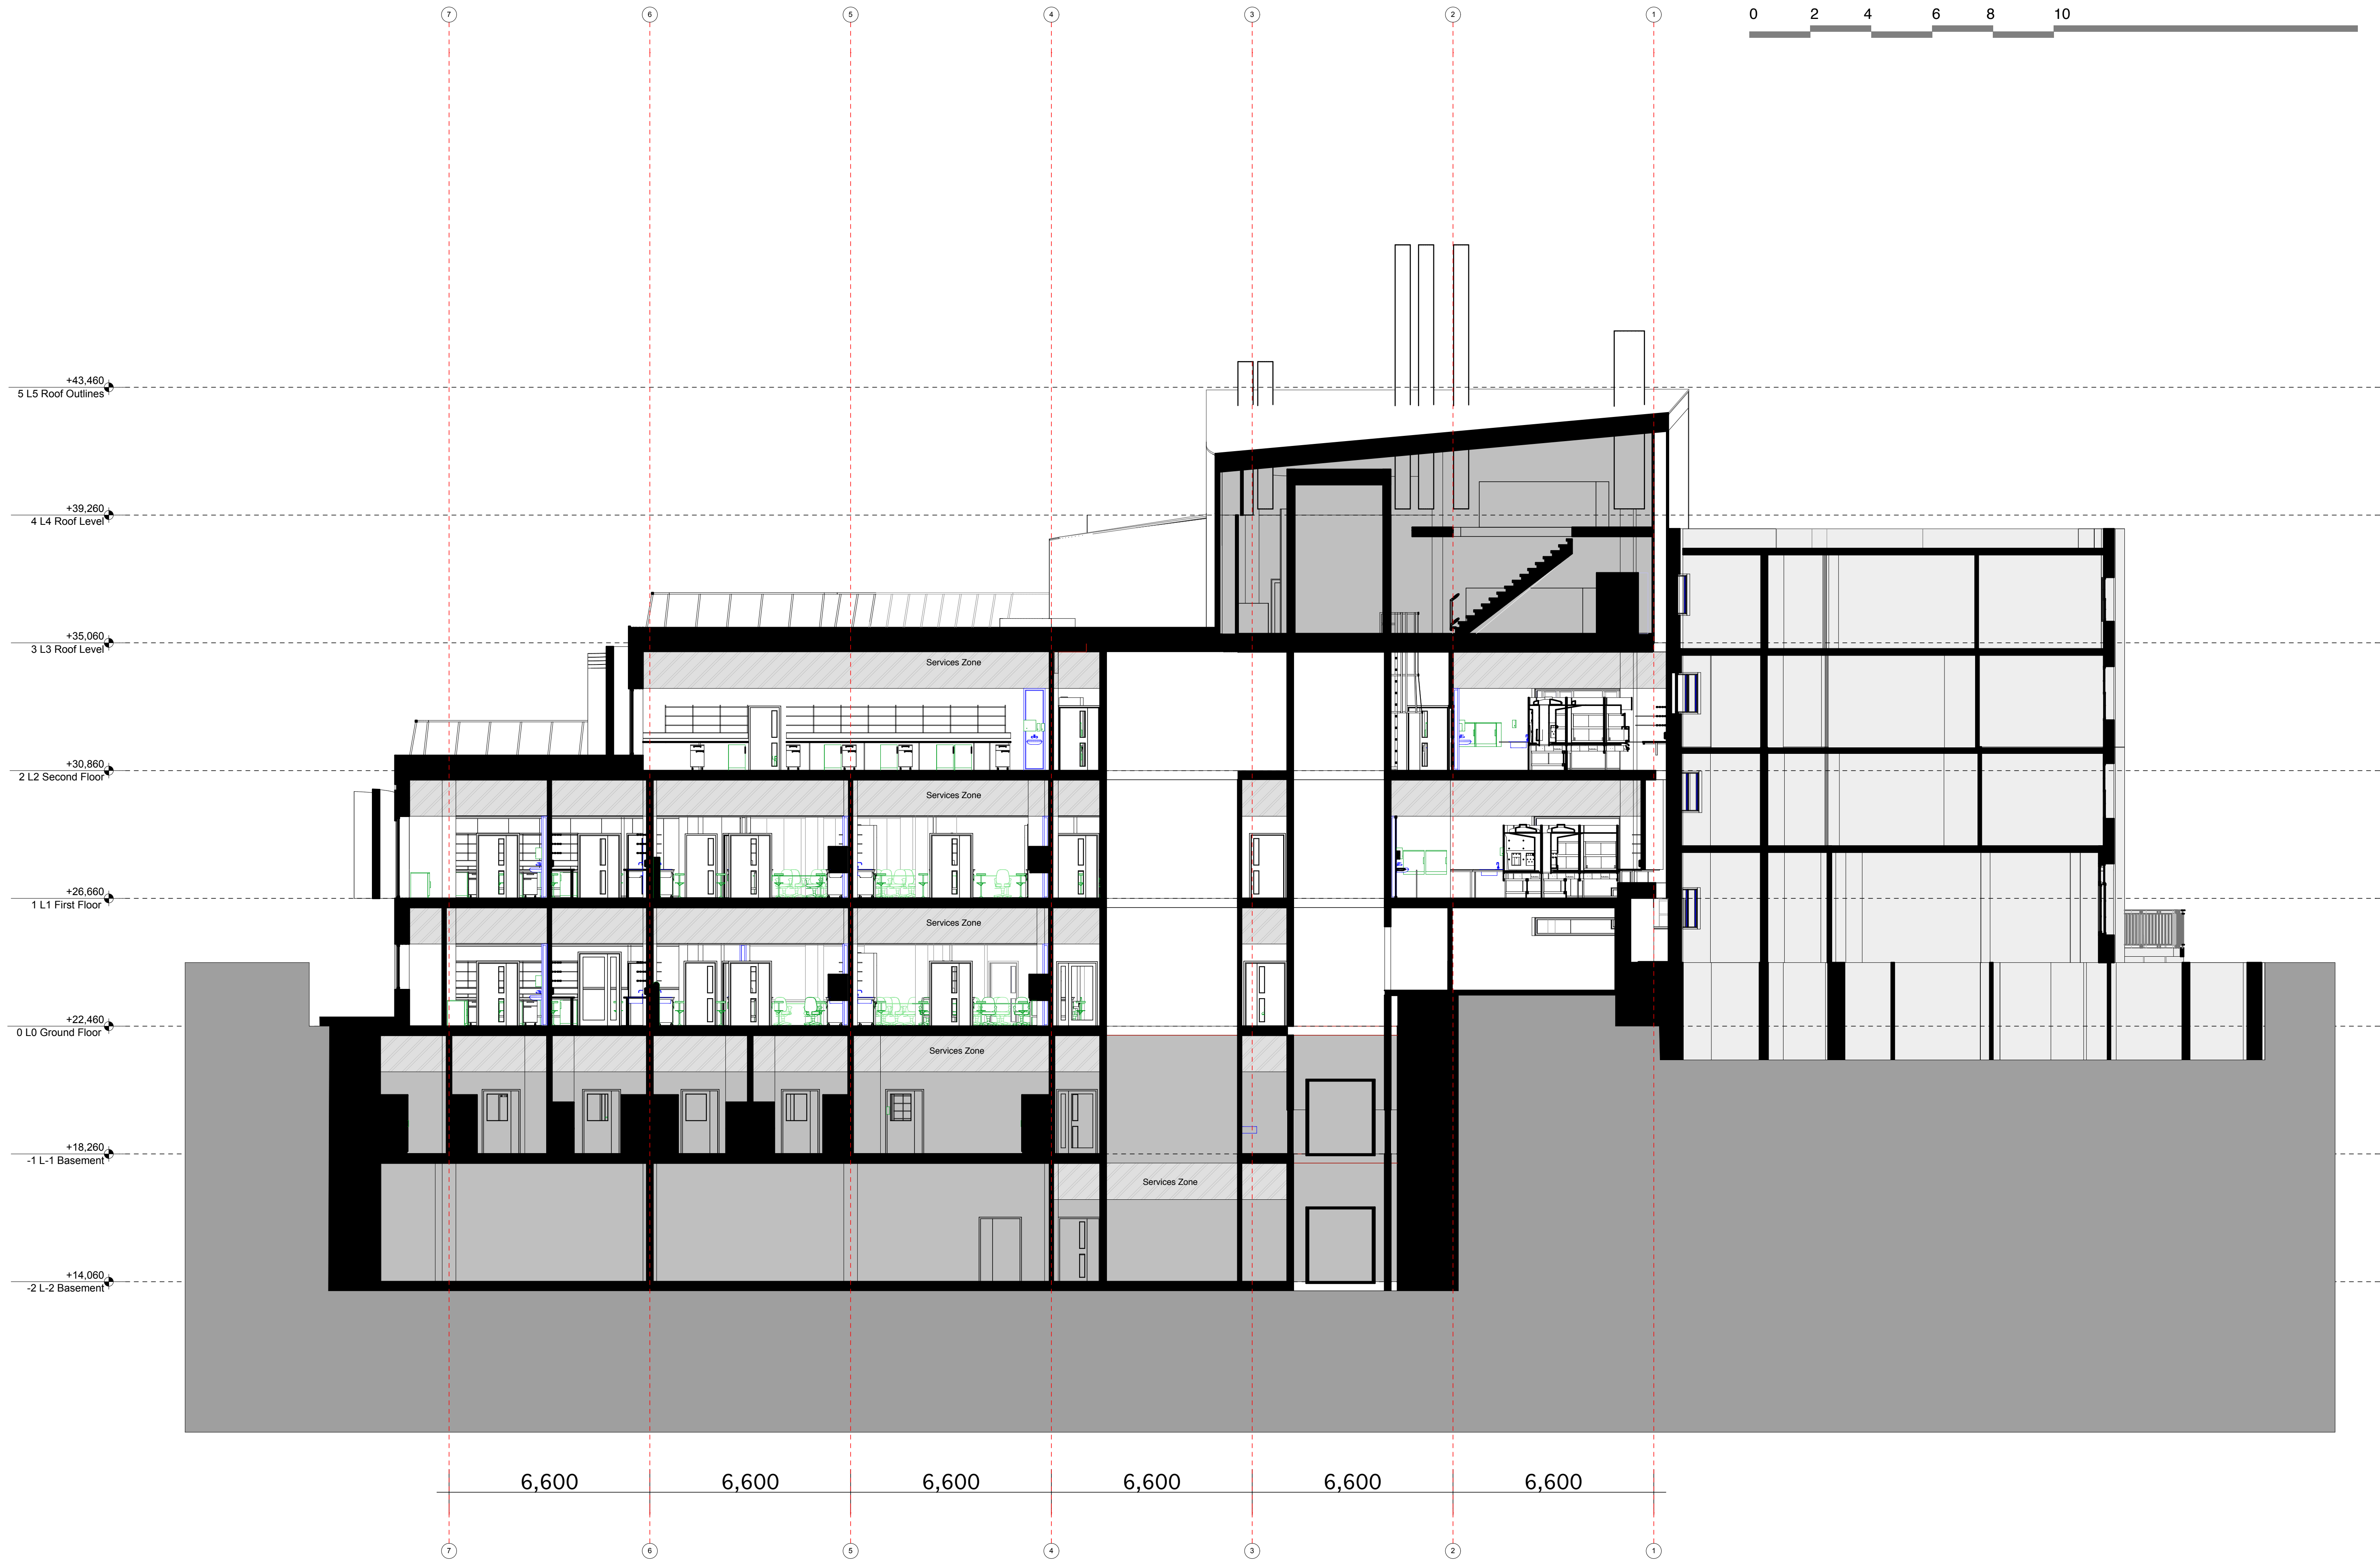 7 6 5 4 3 2 1
0 2 4 6 8 10
+43,460
5 L5 Roof Outlines
+39,260
4 L4 Roof Level
+35,060
3 L3 Roof Level
Services Zone
+30,860
2 L2 Second Floor
Services Zone
+26,660
1 L1 First Floor
Services Zone
+22,460
0 L0 Ground Floor
Services Zone
+18,260
-1 L-1 Basement
Services Zone
+14,060
-2 L-2 Basement
6,600 6,600 6,600 6,600 6,600 6,600
7 6 5 4 3 2 1